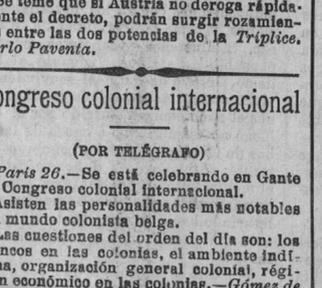 se teme que si Austria no deroga rápida-
nte el decreto, podrán surgir rozamien-
s entre las dos potencias de la Triplice.
rlo Paventa.
ongreso colonial internacional
(POR TELÉGRAFO)
Paris 26.—Se está celebrando en Gante
Congreso colonial internacional.
Asisten las personalidades más notables
mundo colonista belga.
Las cuestiones del orden del día son: los
ncos en las colonias, el ambiente indí-
na, organización general colonial, régi-
n económico en las colonias.—Gómez de